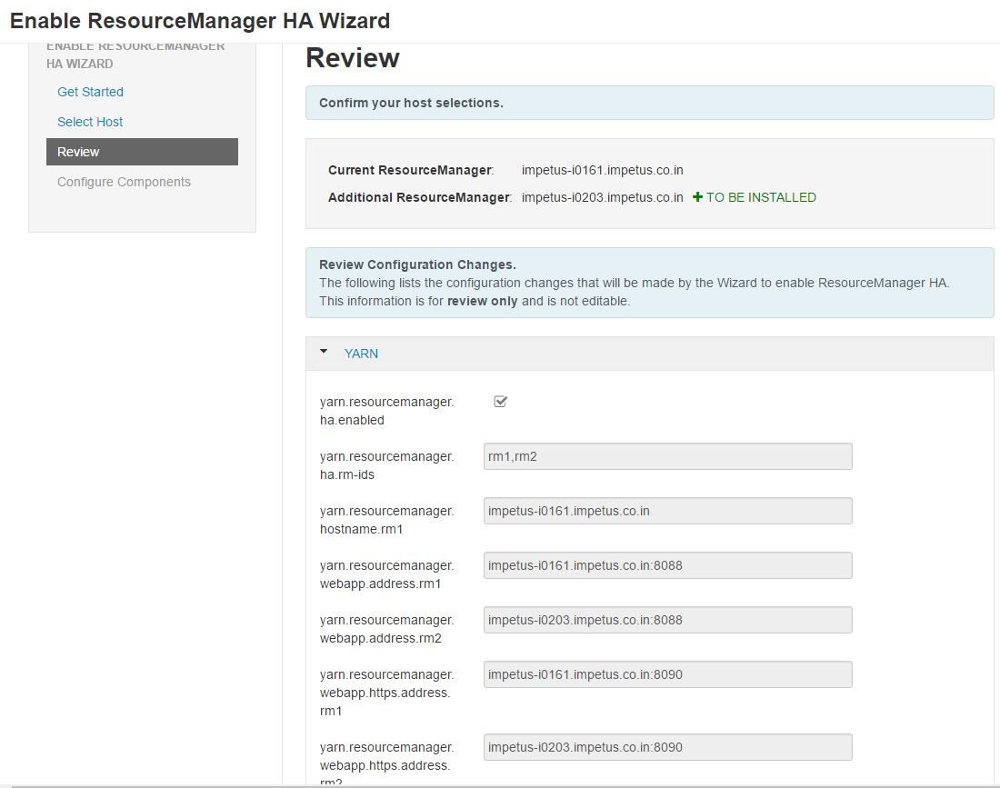 Enable ResourceManager HA Wizard
ENABLE RESOURCEMANAGER
HA WIZARD
Get Started
Select Host
Review
Configure Components
Review
Confirm your host selections.
Current ResourceManager: impetus-i0161.impetus.co.in
Additional ResourceManager: impetus-i0203.impetus.co.in + TO BE INSTALLED
Review Configuration Changes.
The following lists the configuration changes that will be made by the Wizard to enable ResourceManager HA.
This information is for review only and is not editable.
YARN
yarn.resourcemanager.
ha.enabled
yarn.resourcemanager. rm1,rm2
ha.rm-ids
yarn.resourcemanager. impetus-i0161.impetus.co.in
hostname.rm1
yarn.resourcemanager. impetus-i0161.impetus.co.in:8088
webapp.address.rm1
yarn.resourcemanager. impetus-i0203.impetus.co.in:8088
webapp.address.rm2
yarn.resourcemanager. impetus-i0161.impetus.co.in:8090
webapp.https.address.
rm1
yarn.resourcemanager. impetus-i0203.impetus.co.in:8090
webapp.https.address.
rm2